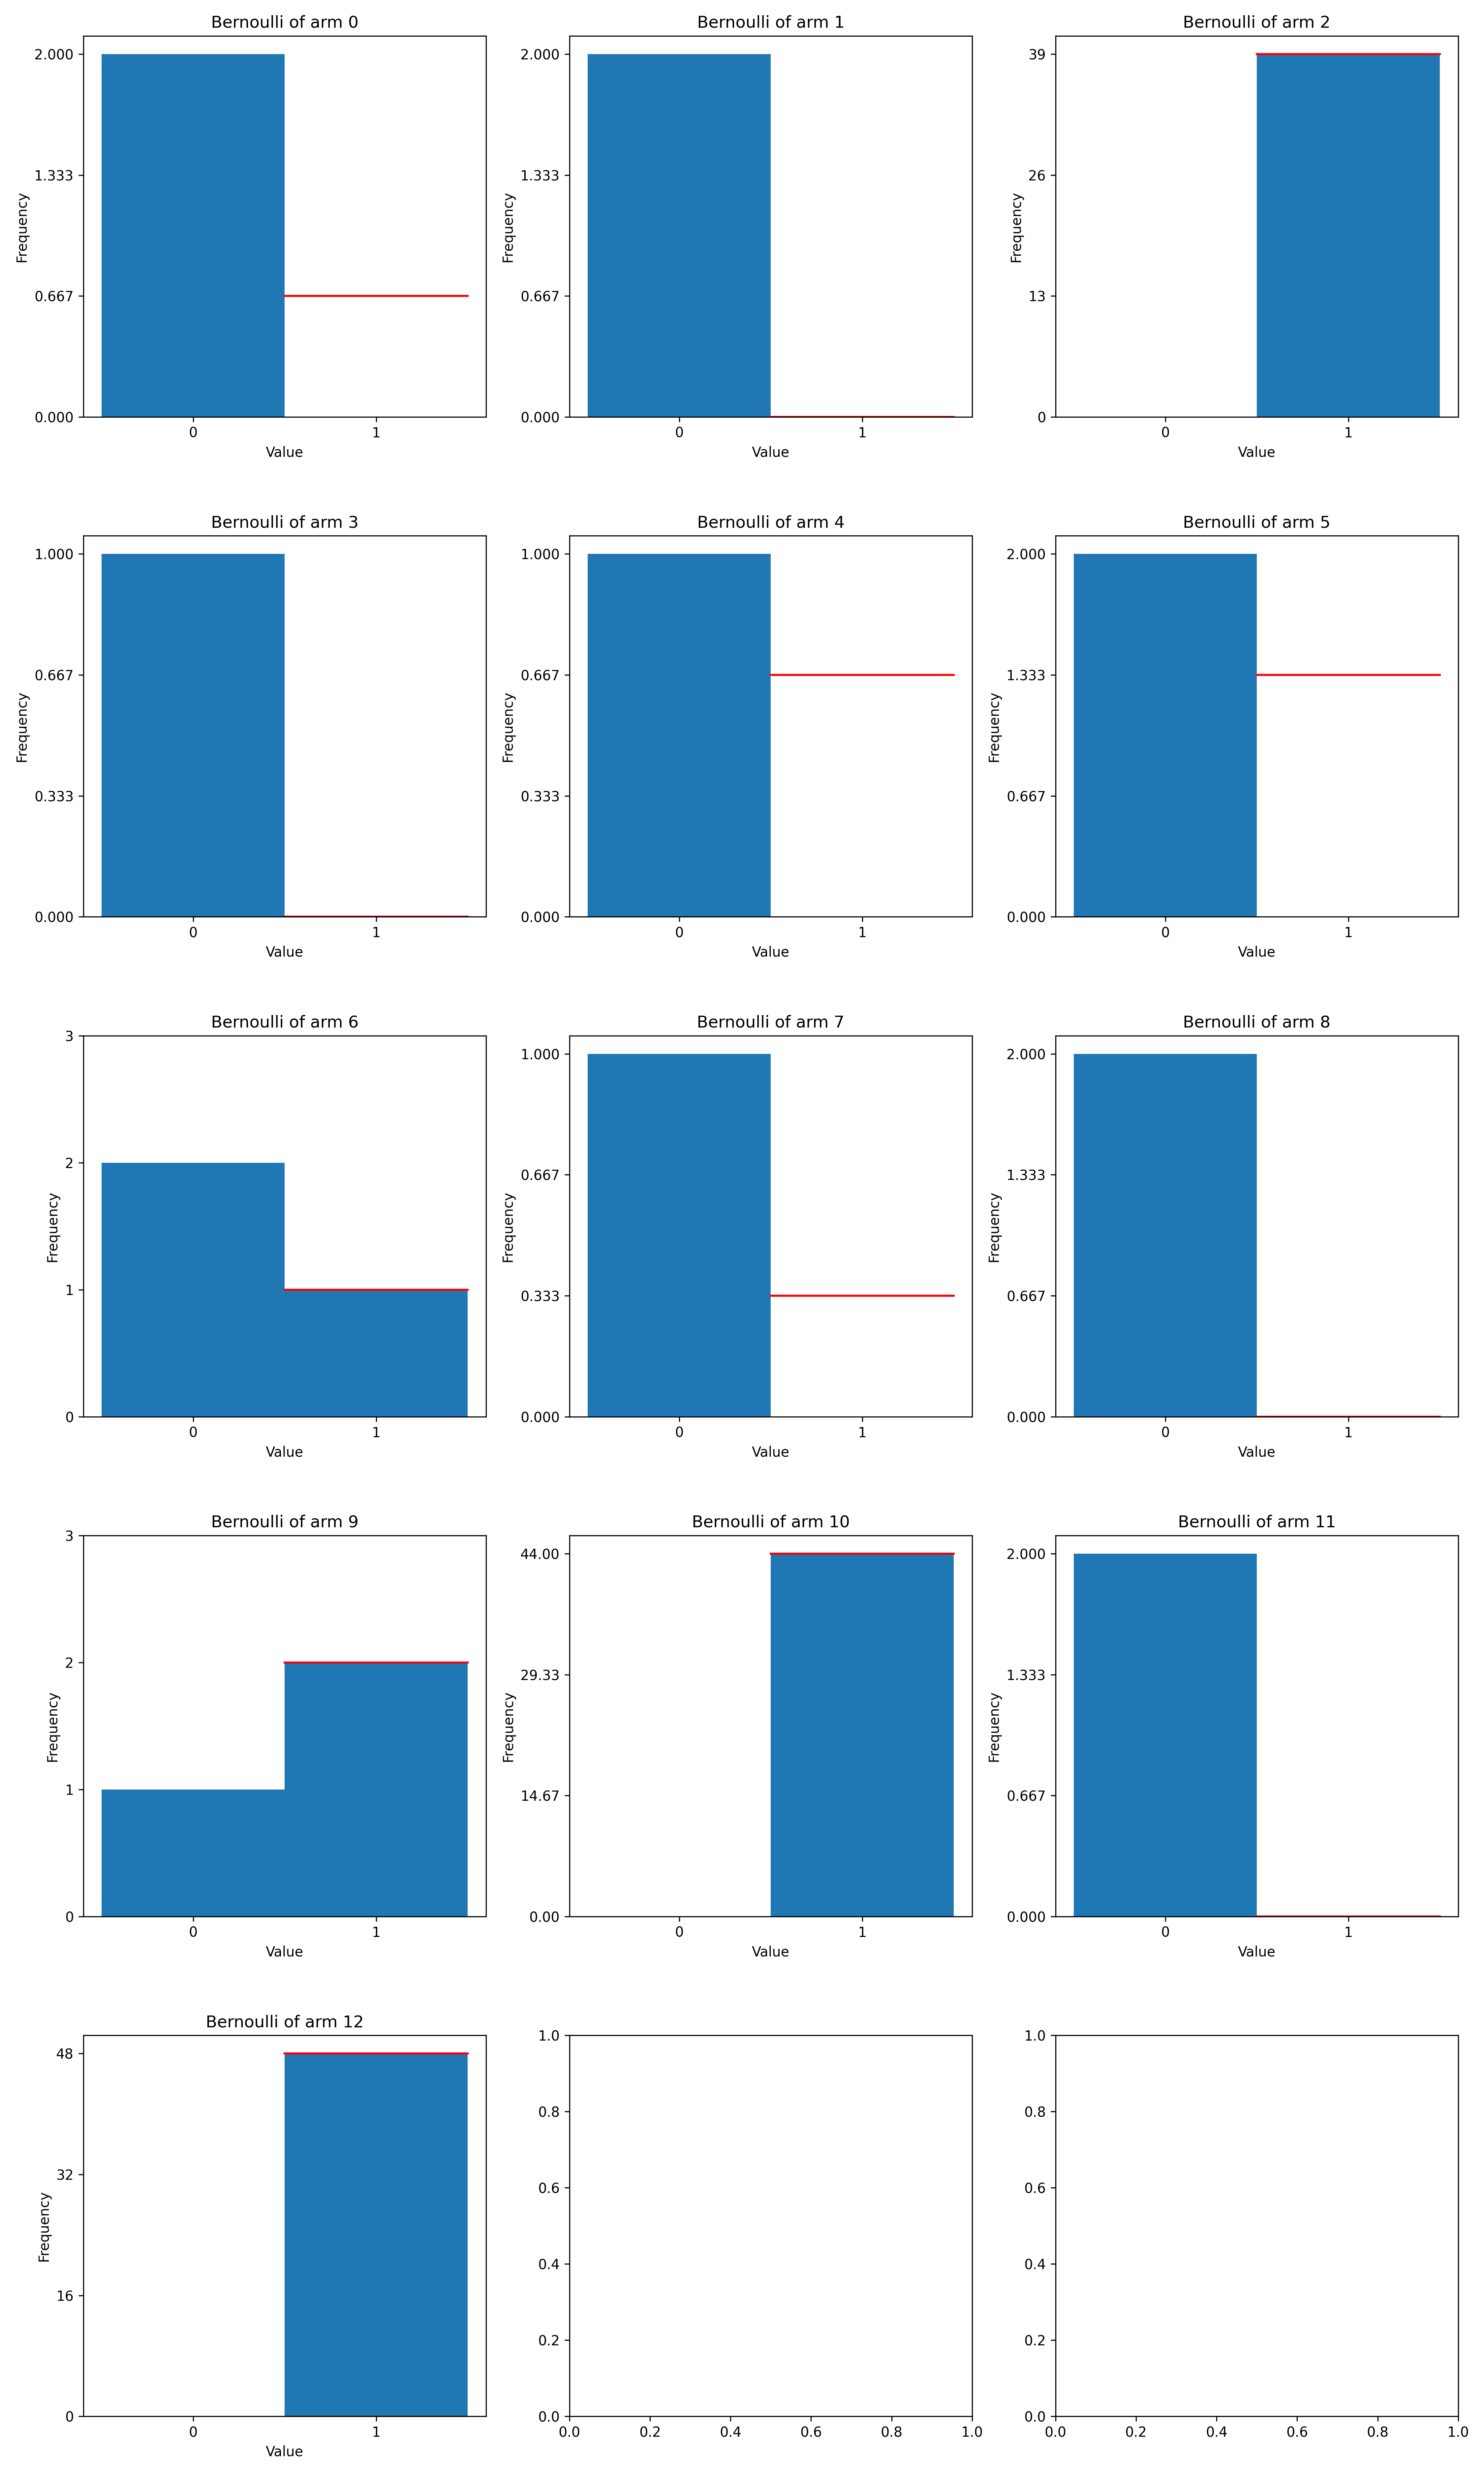 Bernoulli of arm 0
Frequency
2.000
1.333
0.667
0.000
0 1
Value
Bernoulli of arm 1
Frequency
2.000
1.333
0.667
0.000
0 1
Value
Bernoulli of arm 2
Frequency
39
26
13
0
0 1
Value
Bernoulli of arm 3
Frequency
1.000
0.667
0.333
0.000
0 1
Value
Bernoulli of arm 4
Frequency
1.000
0.667
0.333
0.000
0 1
Value
Bernoulli of arm 5
Frequency
2.000
1.333
0.667
0.000
0 1
Value
Bernoulli of arm 6
Frequency
3
2
1
0
0 1
Value
Bernoulli of arm 7
Frequency
1.000
0.667
0.333
0.000
0 1
Value
Bernoulli of arm 8
Frequency
2.000
1.333
0.667
0.000
0 1
Value
Bernoulli of arm 9
Frequency
3
2
1
0
0 1
Value
Bernoulli of arm 10
Frequency
44.00
29.33
14.67
0.00
0 1
Value
Bernoulli of arm 11
Frequency
2.000
1.333
0.667
0.000
0 1
Value
Bernoulli of arm 12
Frequency
48
32
16
0
0 1
Value
1.0
0.8
0.6
0.4
0.2
0.0
0.0 0.2 0.4 0.6 0.8 1.0
1.0
0.8
0.6
0.4
0.2
0.0
0.0 0.2 0.4 0.6 0.8 1.0